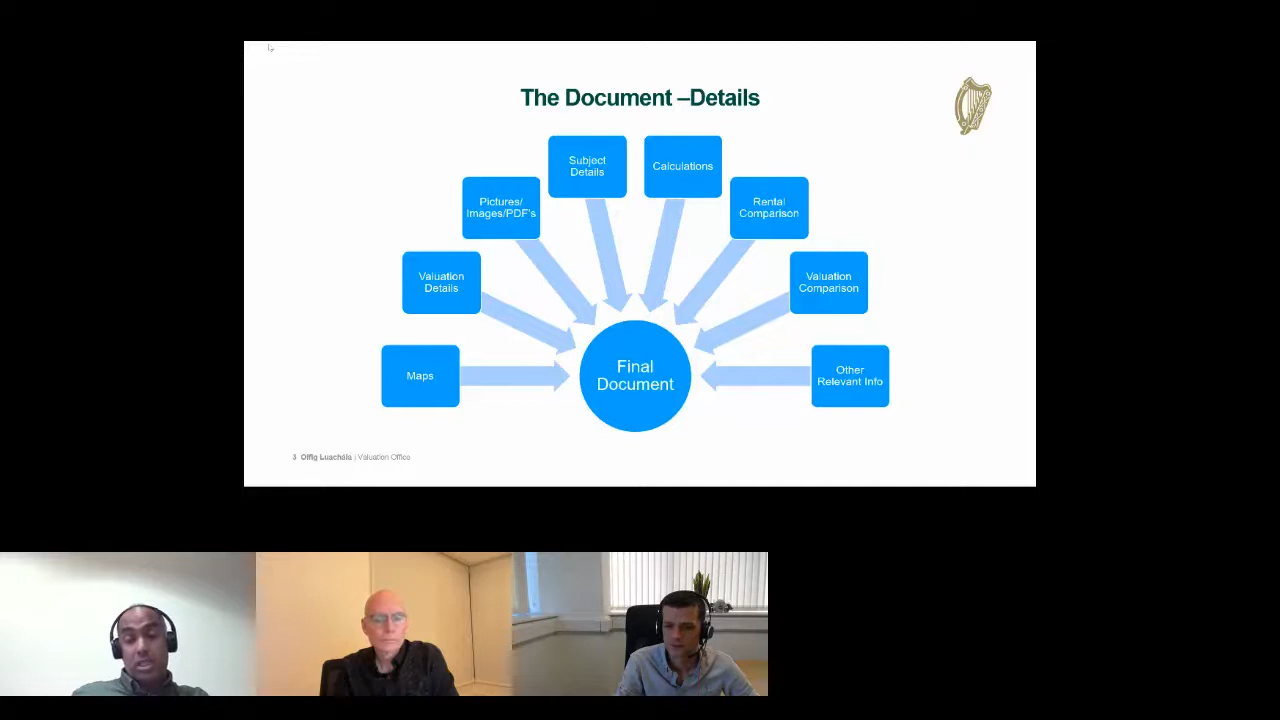 The Document –Details
Subject
Details
Calculations
Pictures/
Images/PDF's
Rental
Comparison
Valuation
Details
Valuation
Comparison
Maps
Final
Document
Other
Relevant Info
3 Oifig Luachála | Valuation Office